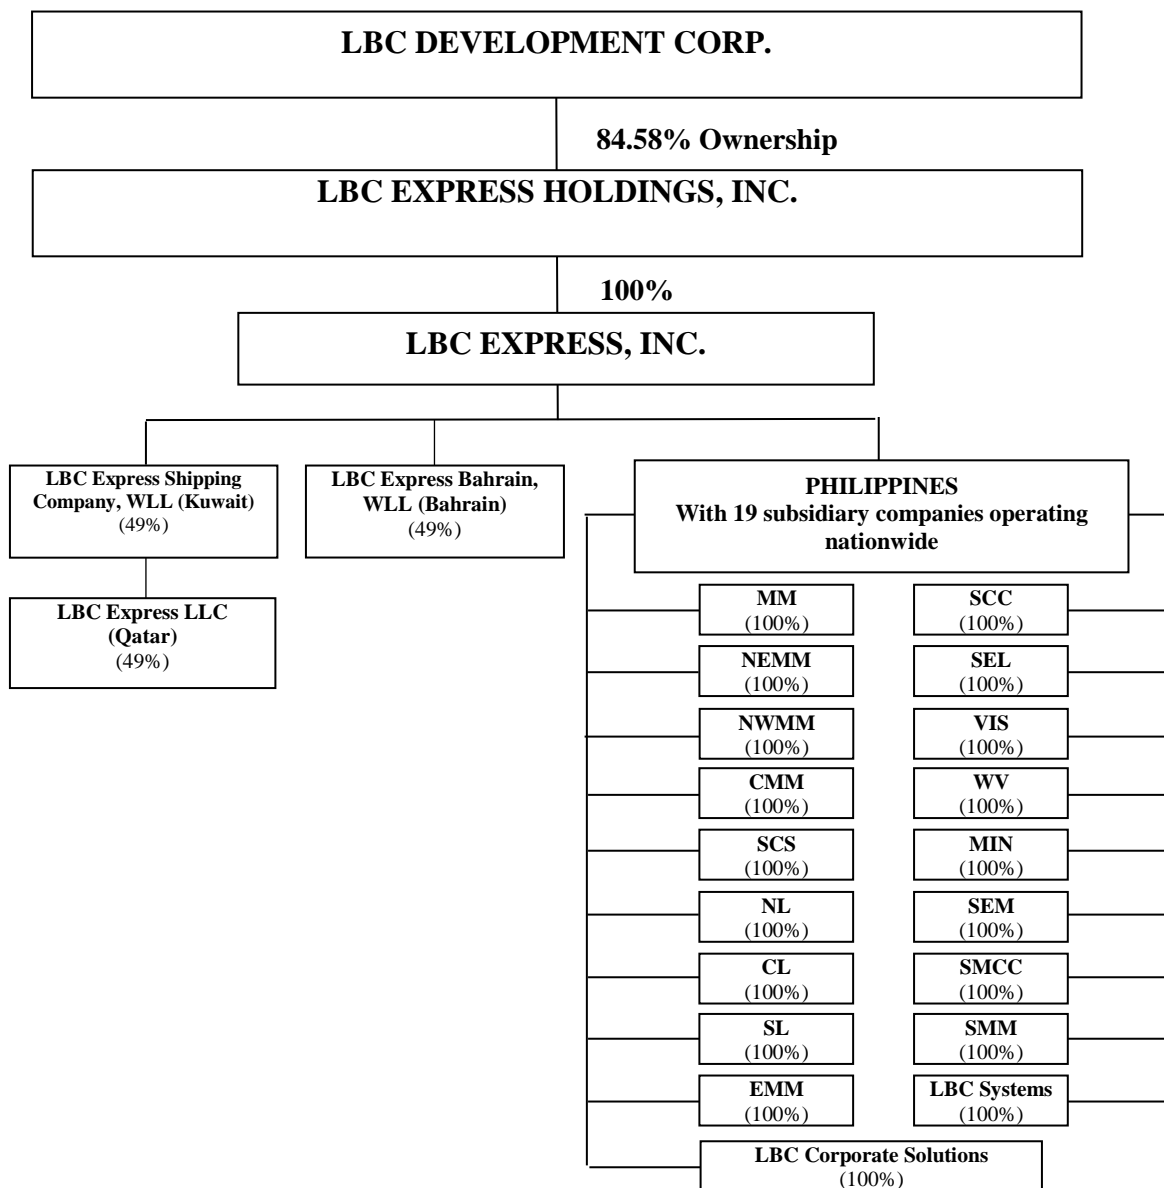 LBC DEVELOPMENT CORP.
84.58% Ownership
LBC EXPRESS HOLDINGS, INC.
100%
LBC EXPRESS, INC.
LBC Express Shipping
Company, WLL (Kuwait)
(49%)
LBC Express Bahrain,
WLL (Bahrain)
(49%)
LBC Express LLC
(Qatar)
(49%)
PHILIPPINES
With 19 subsidiary companies operating
nationwide
MM
(100%)
SCC
(100%)
NEMM
(100%)
SEL
(100%)
NWMM
(100%)
VIS
(100%)
CMM
(100%)
WV
(100%)
SCS
(100%)
MIN
(100%)
NL
(100%)
SEM
(100%)
CL
(100%)
SMCC
(100%)
SL
(100%)
SMM
(100%)
EMM
(100%)
LBC Systems
(100%)
LBC Corporate Solutions
(100%)